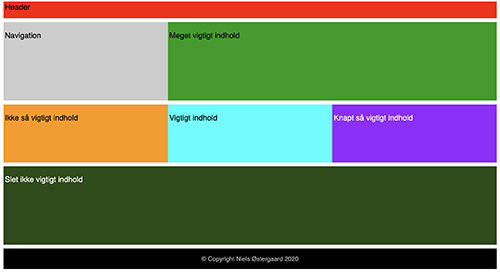 Header
Navigation
Meget vigtigt indhold
Ikke så vigtigt indhold
Vigtigt indhold
Knapt så vigtigt indhold
Slet ikke vigtigt indhold
© Copyright Niels Østergaard 2020